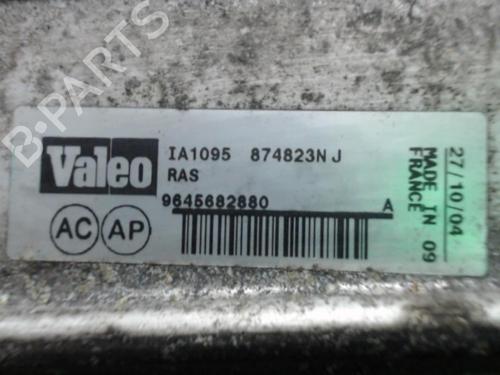 B-PARTS
Valeo
IA1095 874823N J
RAS
9645682880 A
AC AP
27/10/04
MADE IN 09
FRANCE